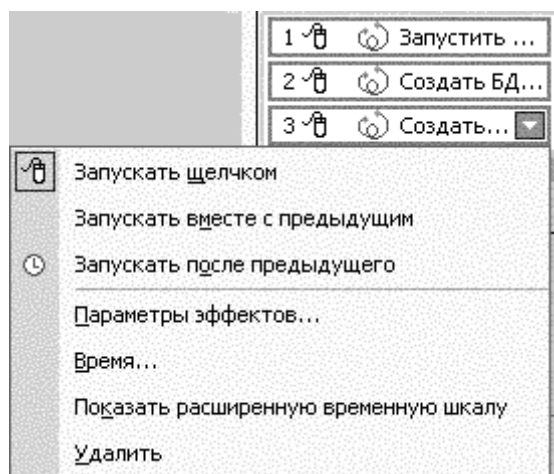 1 Запустить ...
2 Создать БД...
3 Создать...
Запускать щелчком
Запускать вместе с предыдущим
Запускать после предыдущего
Параметры эффектов...
Время...
Показать расширенную временную шкалу
Удалить